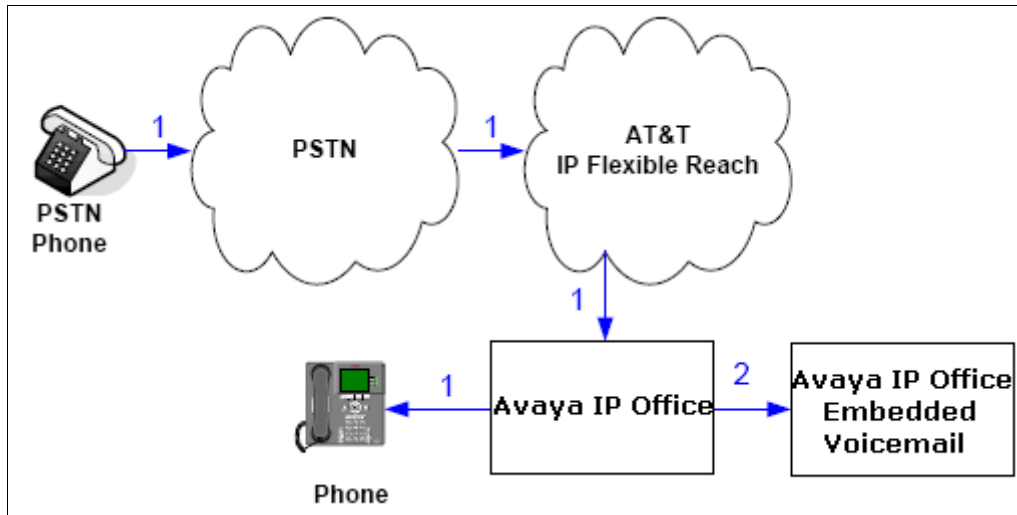 1
PSTN
1
AT&T
IP Flexible Reach
PSTN
Phone
1
1
Avaya IP Office
2
Avaya IP Office
Embedded
Voicemail
Phone